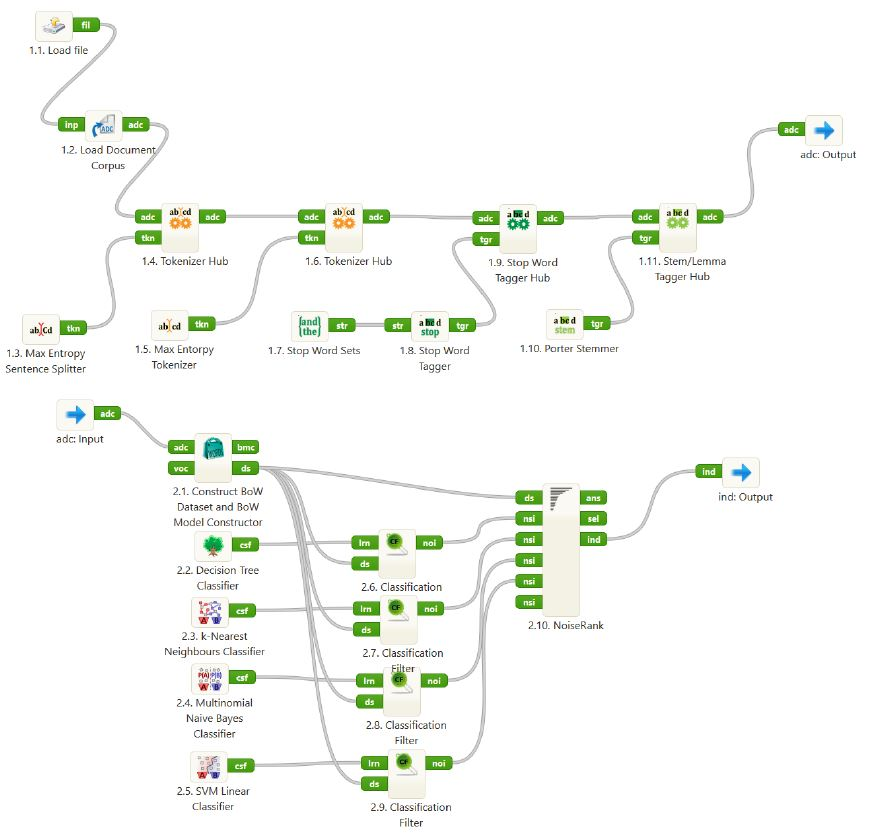 fil
1.1. Load file
inp
adc
1.2. Load Document
Corpus
adc
adc: Output
adc
adc
tkn
1.4. Tokenizer Hub
adc
adc
tkn
1.6. Tokenizer Hub
adc
adc
tgr
1.9. Stop Word
Tagger Hub
adc
adc
tgr
1.11. Stem/Lemma
Tagger Hub
tkn
1.3. Max Entropy
Sentence Splitter
tkn
1.5. Max Entorpy
Tokenizer
{and}
{the}
str
1.7. Stop Word Sets
str
stop
tgr
1.8. Stop Word
Tagger
stem
tgr
1.10. Porter Stemmer
adc
adc: Input
adc
bmc
voc
ds
2.1. Construct BoW
Dataset and BoW
Model Constructor
csf
2.2. Decision Tree
Classifier
A B
csf
2.3. k-Nearest
Neighbours Classifier
P(A) P(B)
A B
csf
2.4. Multinomial
Naive Bayes
Classifier
A B
csf
2.5. SVM Linear
Classifier
lrn
CF
noi
ds
2.6. Classification
lrn
CF
noi
ds
2.7. Classification
Filter
lrn
CF
noi
ds
2.8. Classification
Filter
lrn
CF
noi
ds
2.9. Classification
Filter
ds
ans
nsi
sel
nsi
ind
nsi
nsi
nsi
2.10. NoiseRank
ind
ind: Output